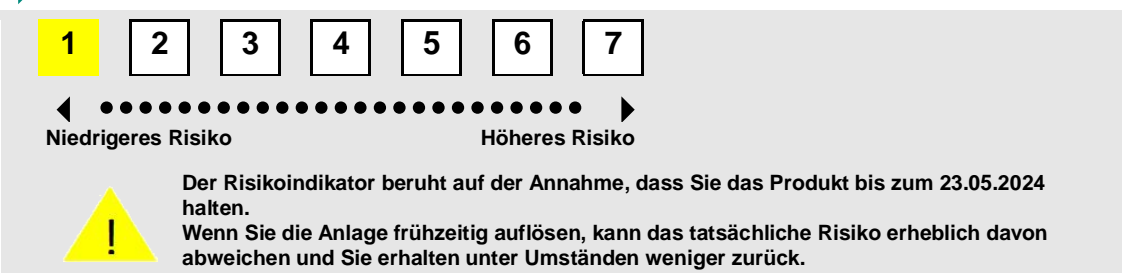 1 2 3 4 5 6 7
Niedrigeres Risiko Höheres Risiko
Der Risikoindikator beruht auf der Annahme, dass Sie das Produkt bis zum 23.05.2024
halten.
!
Wenn Sie die Anlage frühzeitig auflösen, kann das tatsächliche Risiko erheblich davon
abweichen und Sie erhalten unter Umständen weniger zurück.